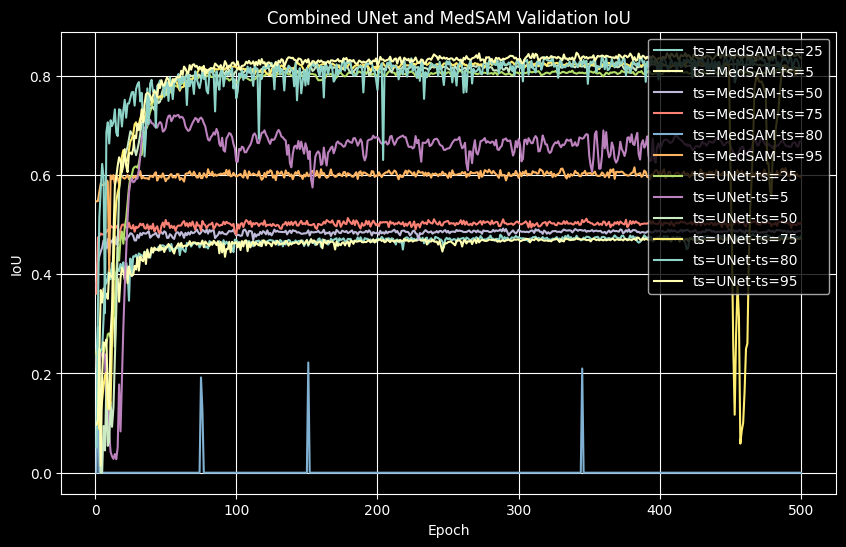 Combined UNet and MedSAM Validation IoU
ts=MedSAM-ts=25
ts=MedSAM-ts=5
ts=MedSAM-ts=50
ts=MedSAM-ts=75
ts=MedSAM-ts=80
ts=MedSAM-ts=95
ts=UNet-ts=25
ts=UNet-ts=5
ts=UNet-ts=50
ts=UNet-ts=75
ts=UNet-ts=80
ts=UNet-ts=95
IoU
0.8
0.6
0.4
0.2
0.0
0 100 200 300 400 500
Epoch